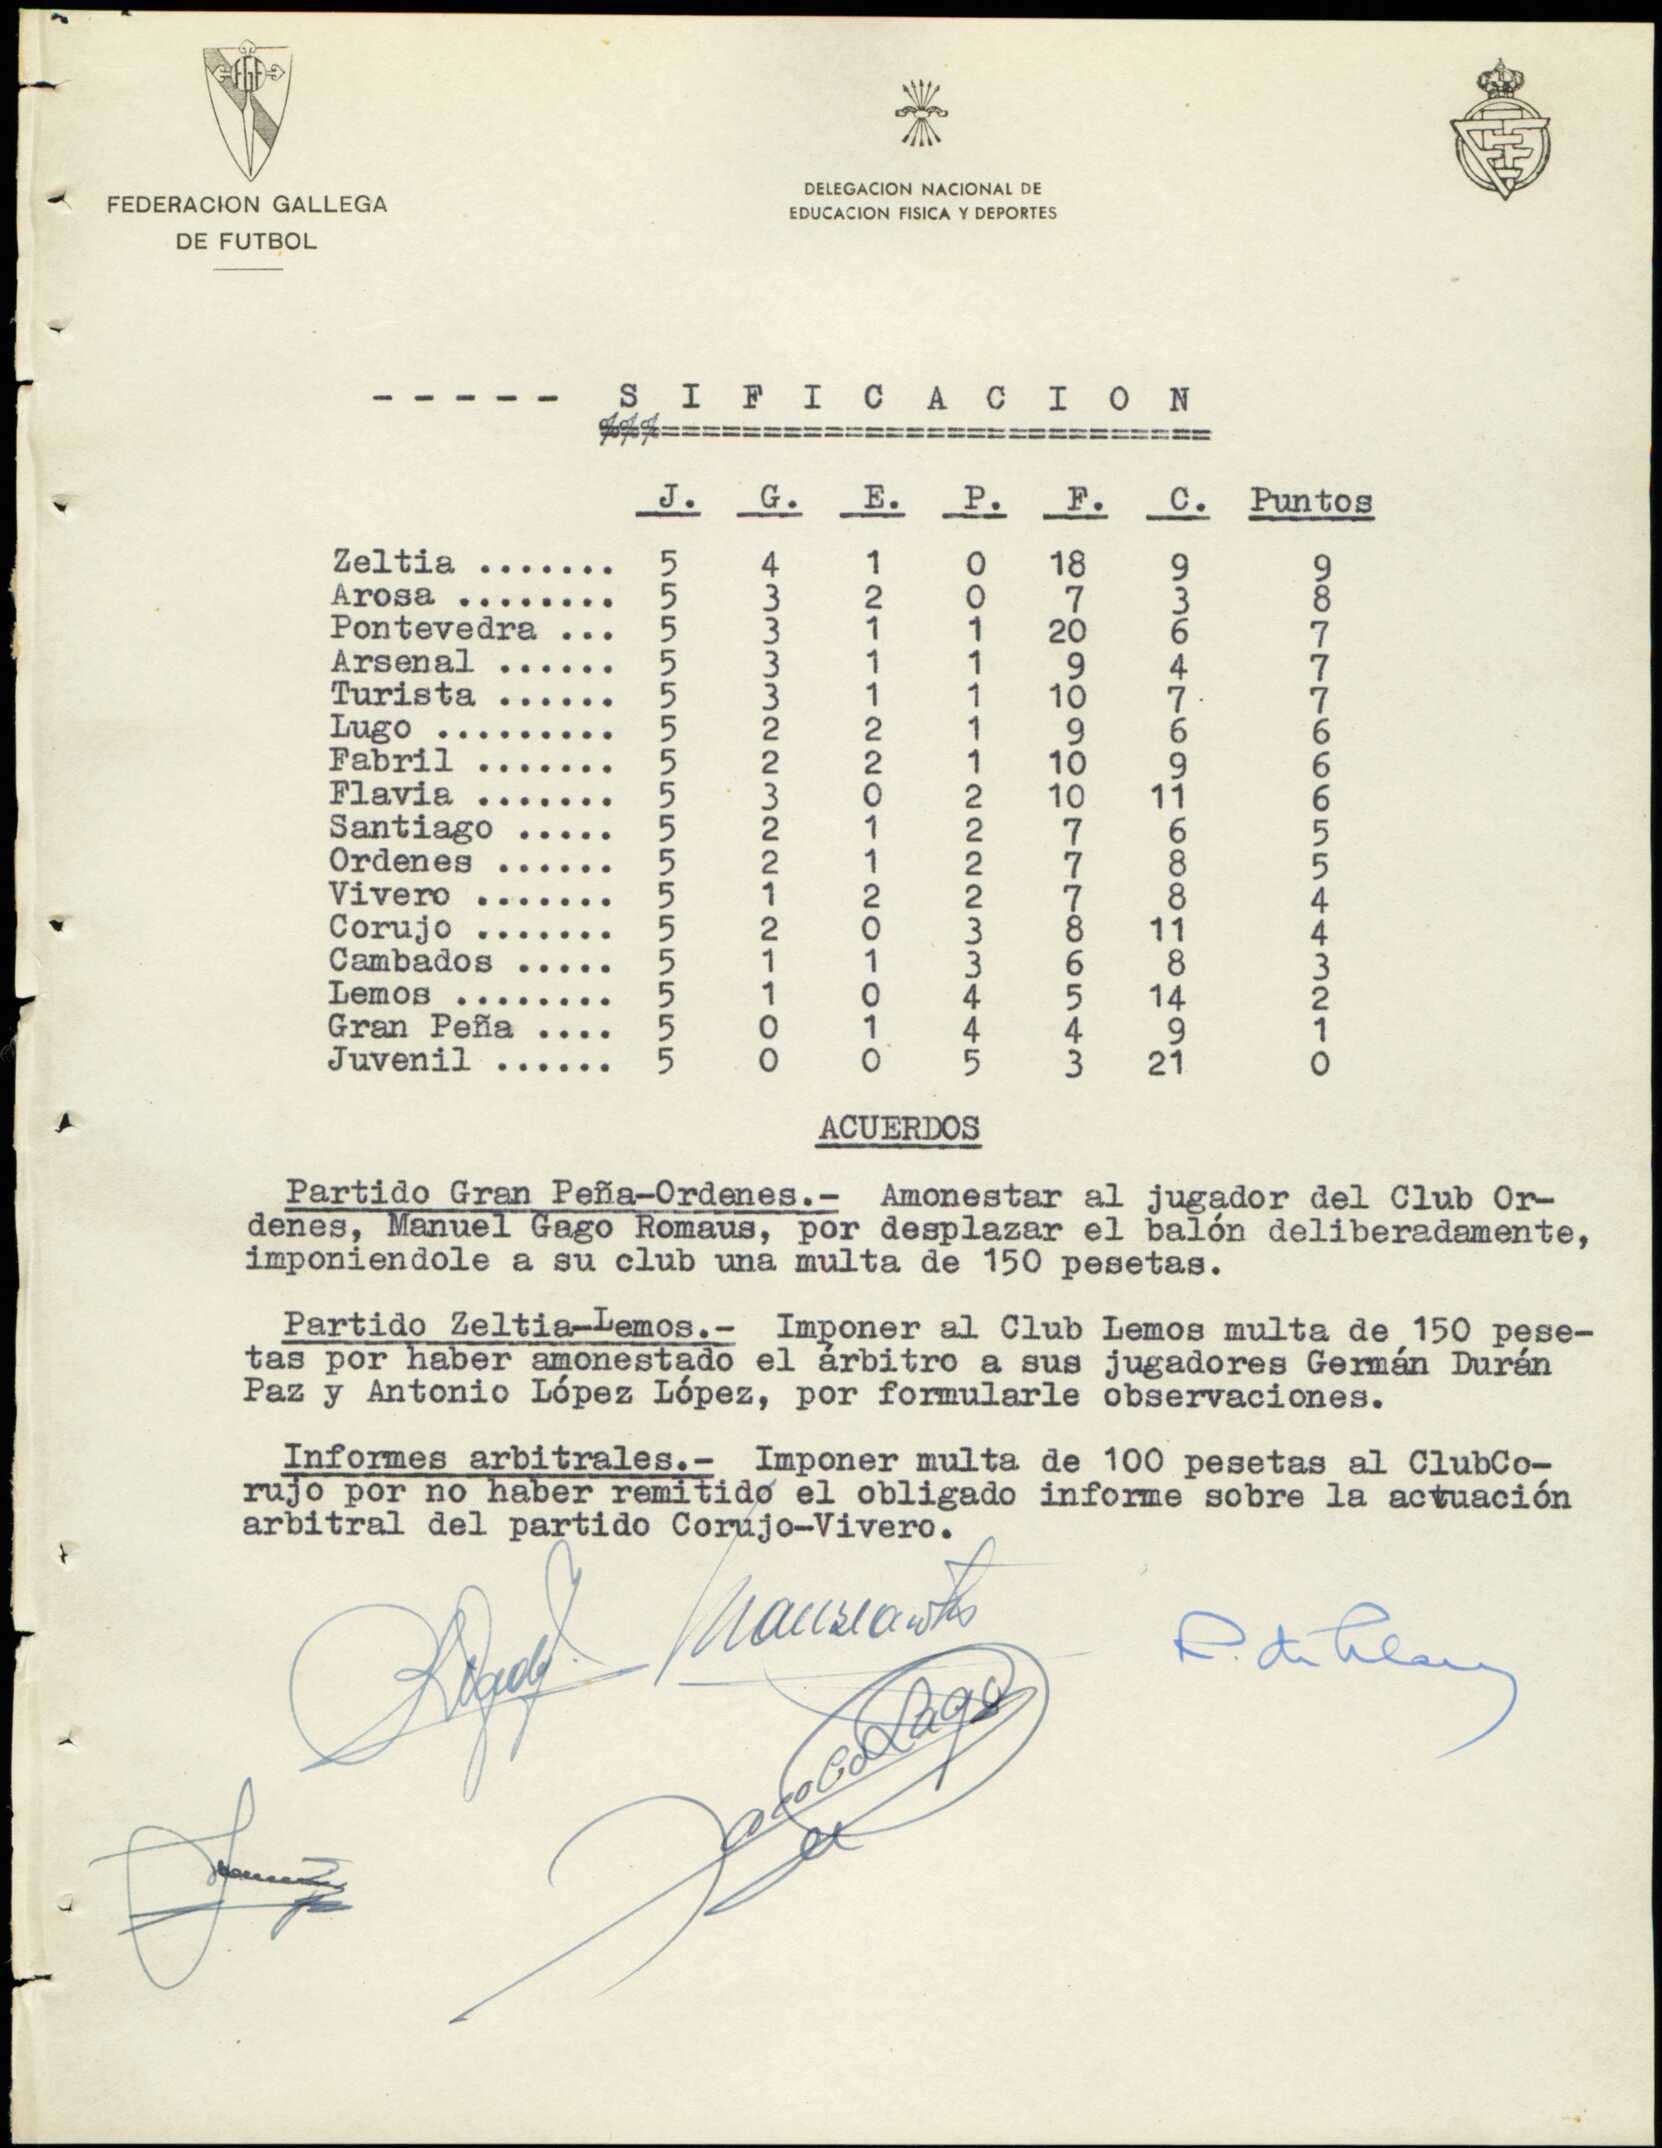 FGF
FEDERACION GALLEGA
DE FUTBOL
DELEGACION NACIONAL DE
EDUCACION FISICA Y DEPORTES
- - - - - S I F I C A C I O N
%%%===========================
J. G. E. P. F. C. Puntos
Zeltia ....... 5 4 1 0 18 9 9
Arosa ........ 5 3 2 0 7 3 8
Pontevedra ... 5 3 1 1 20 6 7
Arsenal ...... 5 3 1 1 9 4 7
Turista ...... 5 3 1 1 10 7 7
Lugo ......... 5 2 2 1 9 6 6
Fabril ....... 5 2 2 1 10 9 6
Flavia ....... 5 3 0 2 10 11 6
Santiago ..... 5 2 1 2 7 6 5
Ordenes ...... 5 2 1 2 7 8 5
Vivero ....... 5 1 2 2 7 8 4
Corujo ....... 5 2 0 3 8 11 4
Cambados ..... 5 1 1 3 6 8 3
Lemos ........ 5 1 0 4 5 14 2
Gran Peña .... 5 0 1 4 4 9 1
Juvenil ...... 5 0 0 5 3 21 0
ACUERDOS
Partido Gran Peña-Ordenes.- Amonestar al jugador del Club Or-
denes, Manuel Gago Romaus, por desplazar el balón deliberadamente,
imponiendole a su club una multa de 150 pesetas.
Partido Zeltia-Lemos.- Imponer al Club Lemos multa de 150 pese-
tas por haber amonestado el árbitro a sus jugadores Germán Durán
Paz y Antonio López López, por formularle observaciones.
Informes arbitrales.- Imponer multa de 100 pesetas al ClubCo-
rujo por no haber remitido el obligado informe sobre la actuación
arbitral del partido Corujo-Vivero.
Lago